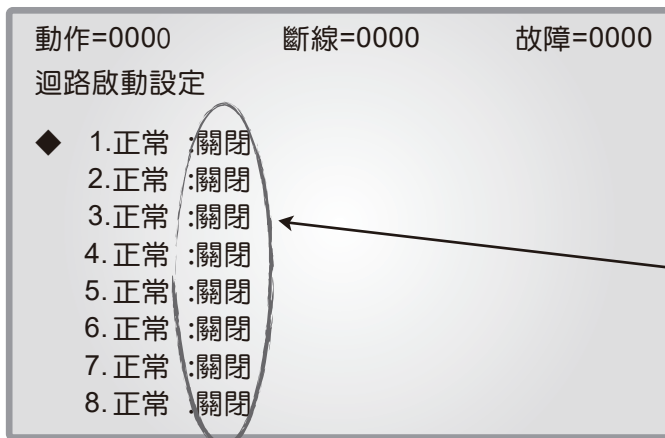 動作=0000 斷線=0000 故障=0000
迴路啟動設定
◆ 1.正常 :關閉
2.正常 :關閉
3.正常 :關閉
4.正常 :關閉
5.正常 :關閉
6.正常 :關閉
7.正常 :關閉
8.正常 :關閉